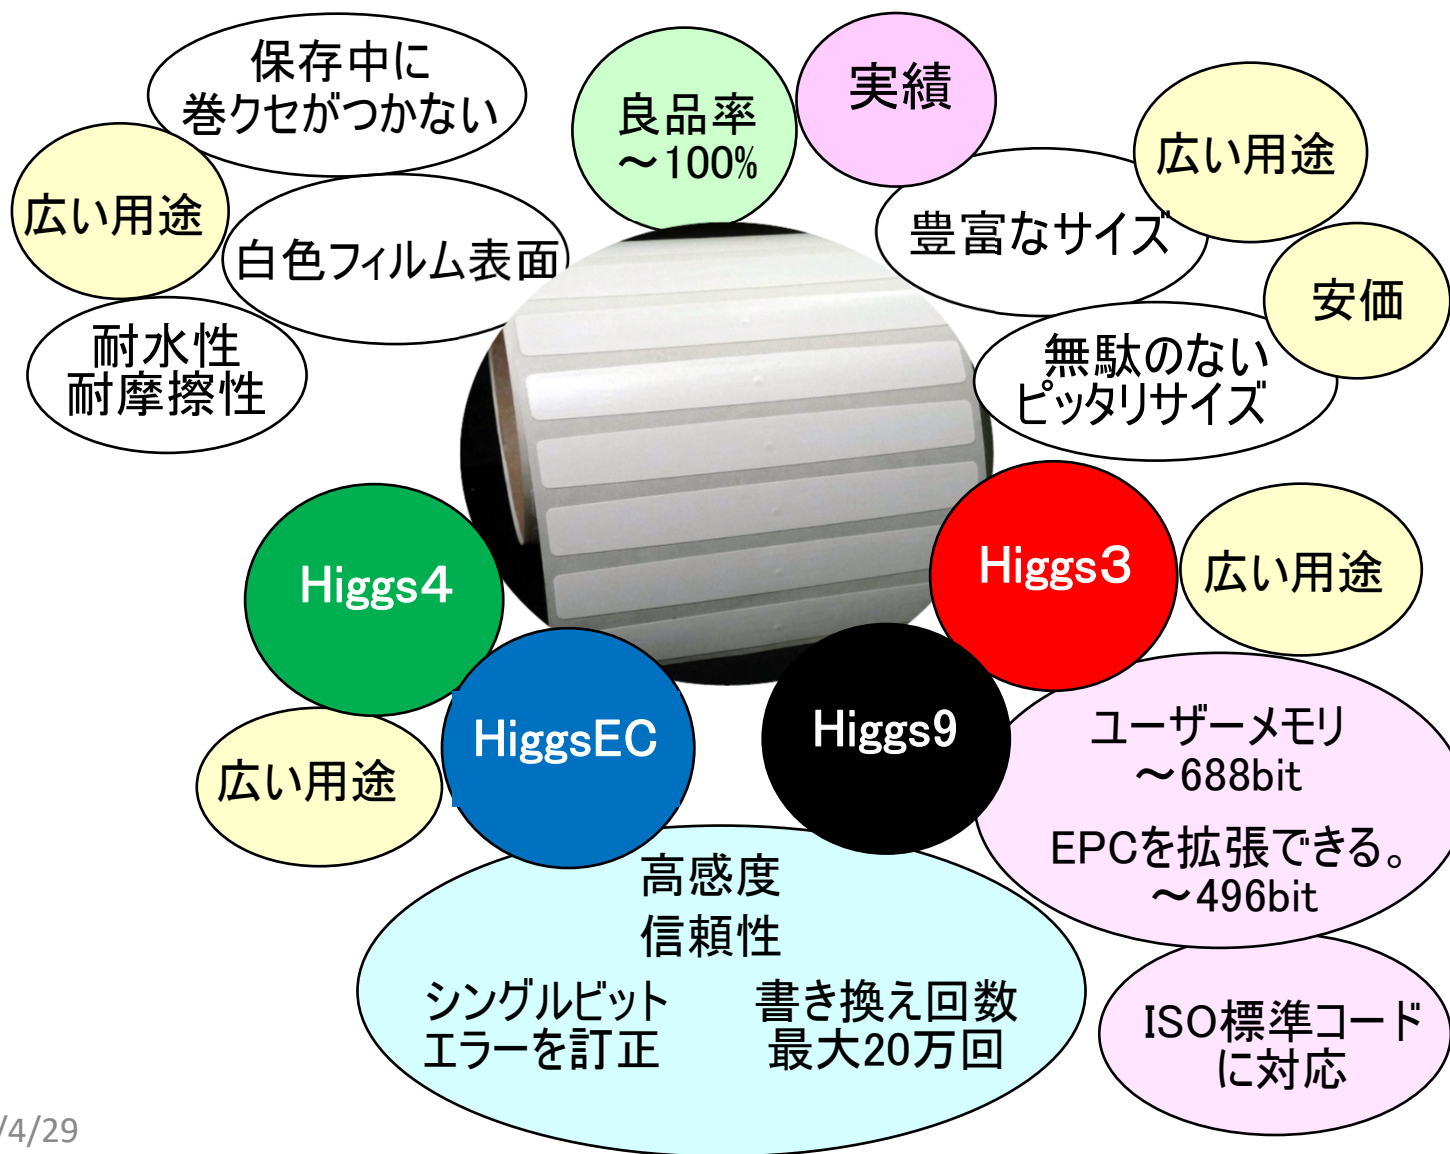 保存中に
巻クセがつかない
良品率
～100%
実績
広い用途
広い用途
白色フィルム表面
豊富なサイズ
安価
耐水性
耐摩擦性
無駄のない
ピッタリサイズ
Higgs4
Higgs3
広い用途
HiggsEC
Higgs9
広い用途
ユーザーメモリ
～688bit
EPCを拡張できる。
～496bit
高感度
信頼性
シングルビット
エラーを訂正
書き換え回数
最大20万回
ISO標準コード
に対応
/4/29